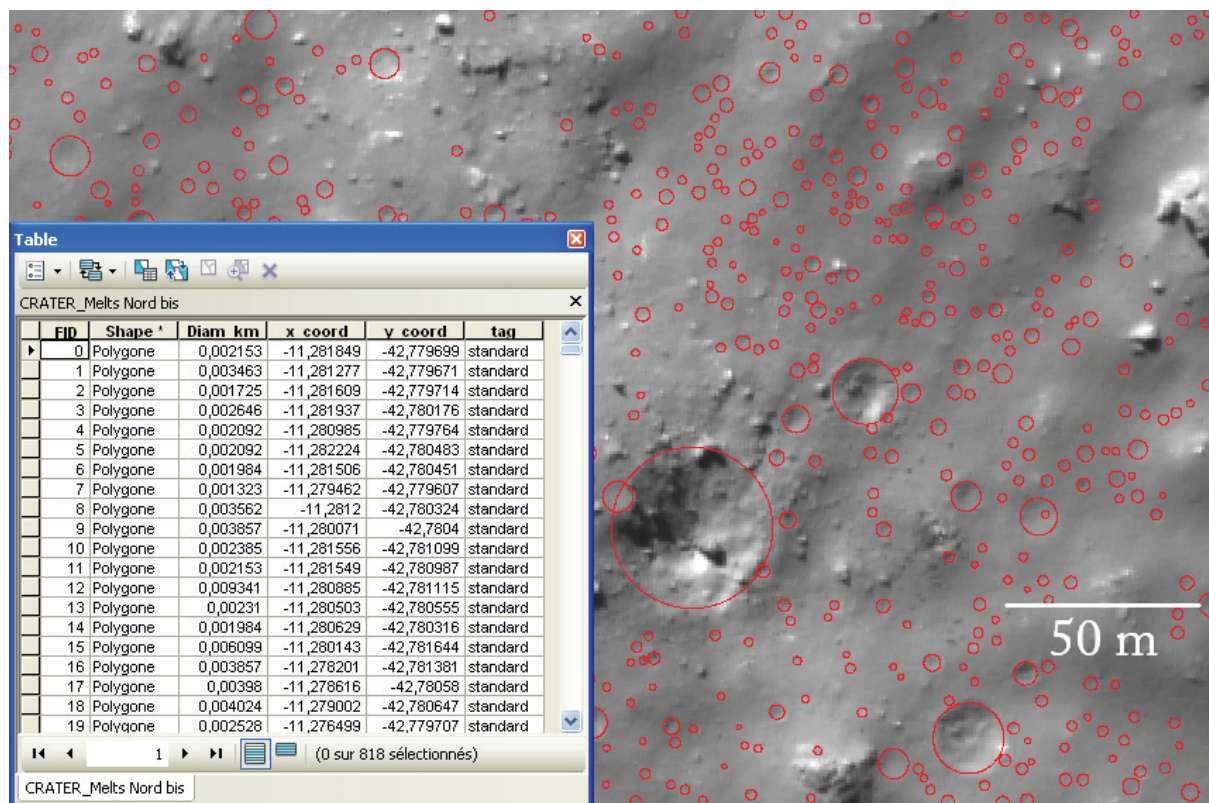 Table
CRATER_Melts Nord bis
FID Shape * Diam_km x_coord y_coord tag
0 Polygone 0,002153 -11,281849 -42,779699 standard
1 Polygone 0,003463 -11,281277 -42,779671 standard
2 Polygone 0,001725 -11,281609 -42,779714 standard
3 Polygone 0,002646 -11,281937 -42,780176 standard
4 Polygone 0,002092 -11,280985 -42,779764 standard
5 Polygone 0,002092 -11,282224 -42,780483 standard
6 Polygone 0,001984 -11,281506 -42,780451 standard
7 Polygone 0,001323 -11,279462 -42,779607 standard
8 Polygone 0,003562 -11,2812 -42,780324 standard
9 Polygone 0,003857 -11,280071 -42,7804 standard
10 Polygone 0,002385 -11,281556 -42,781099 standard
11 Polygone 0,002153 -11,281549 -42,780987 standard
12 Polygone 0,009341 -11,280885 -42,781115 standard
13 Polygone 0,00231 -11,280503 -42,780555 standard
14 Polygone 0,001984 -11,280629 -42,780316 standard
15 Polygone 0,006099 -11,280143 -42,781644 standard
16 Polygone 0,003857 -11,278201 -42,781381 standard
17 Polygone 0,00398 -11,278616 -42,78058 standard
18 Polygone 0,004024 -11,279002 -42,780647 standard
19 Polygone 0,002528 -11,276499 -42,779707 standard
1 (0 sur 818 sélectionnés)
CRATER_Melts Nord bis
50 m